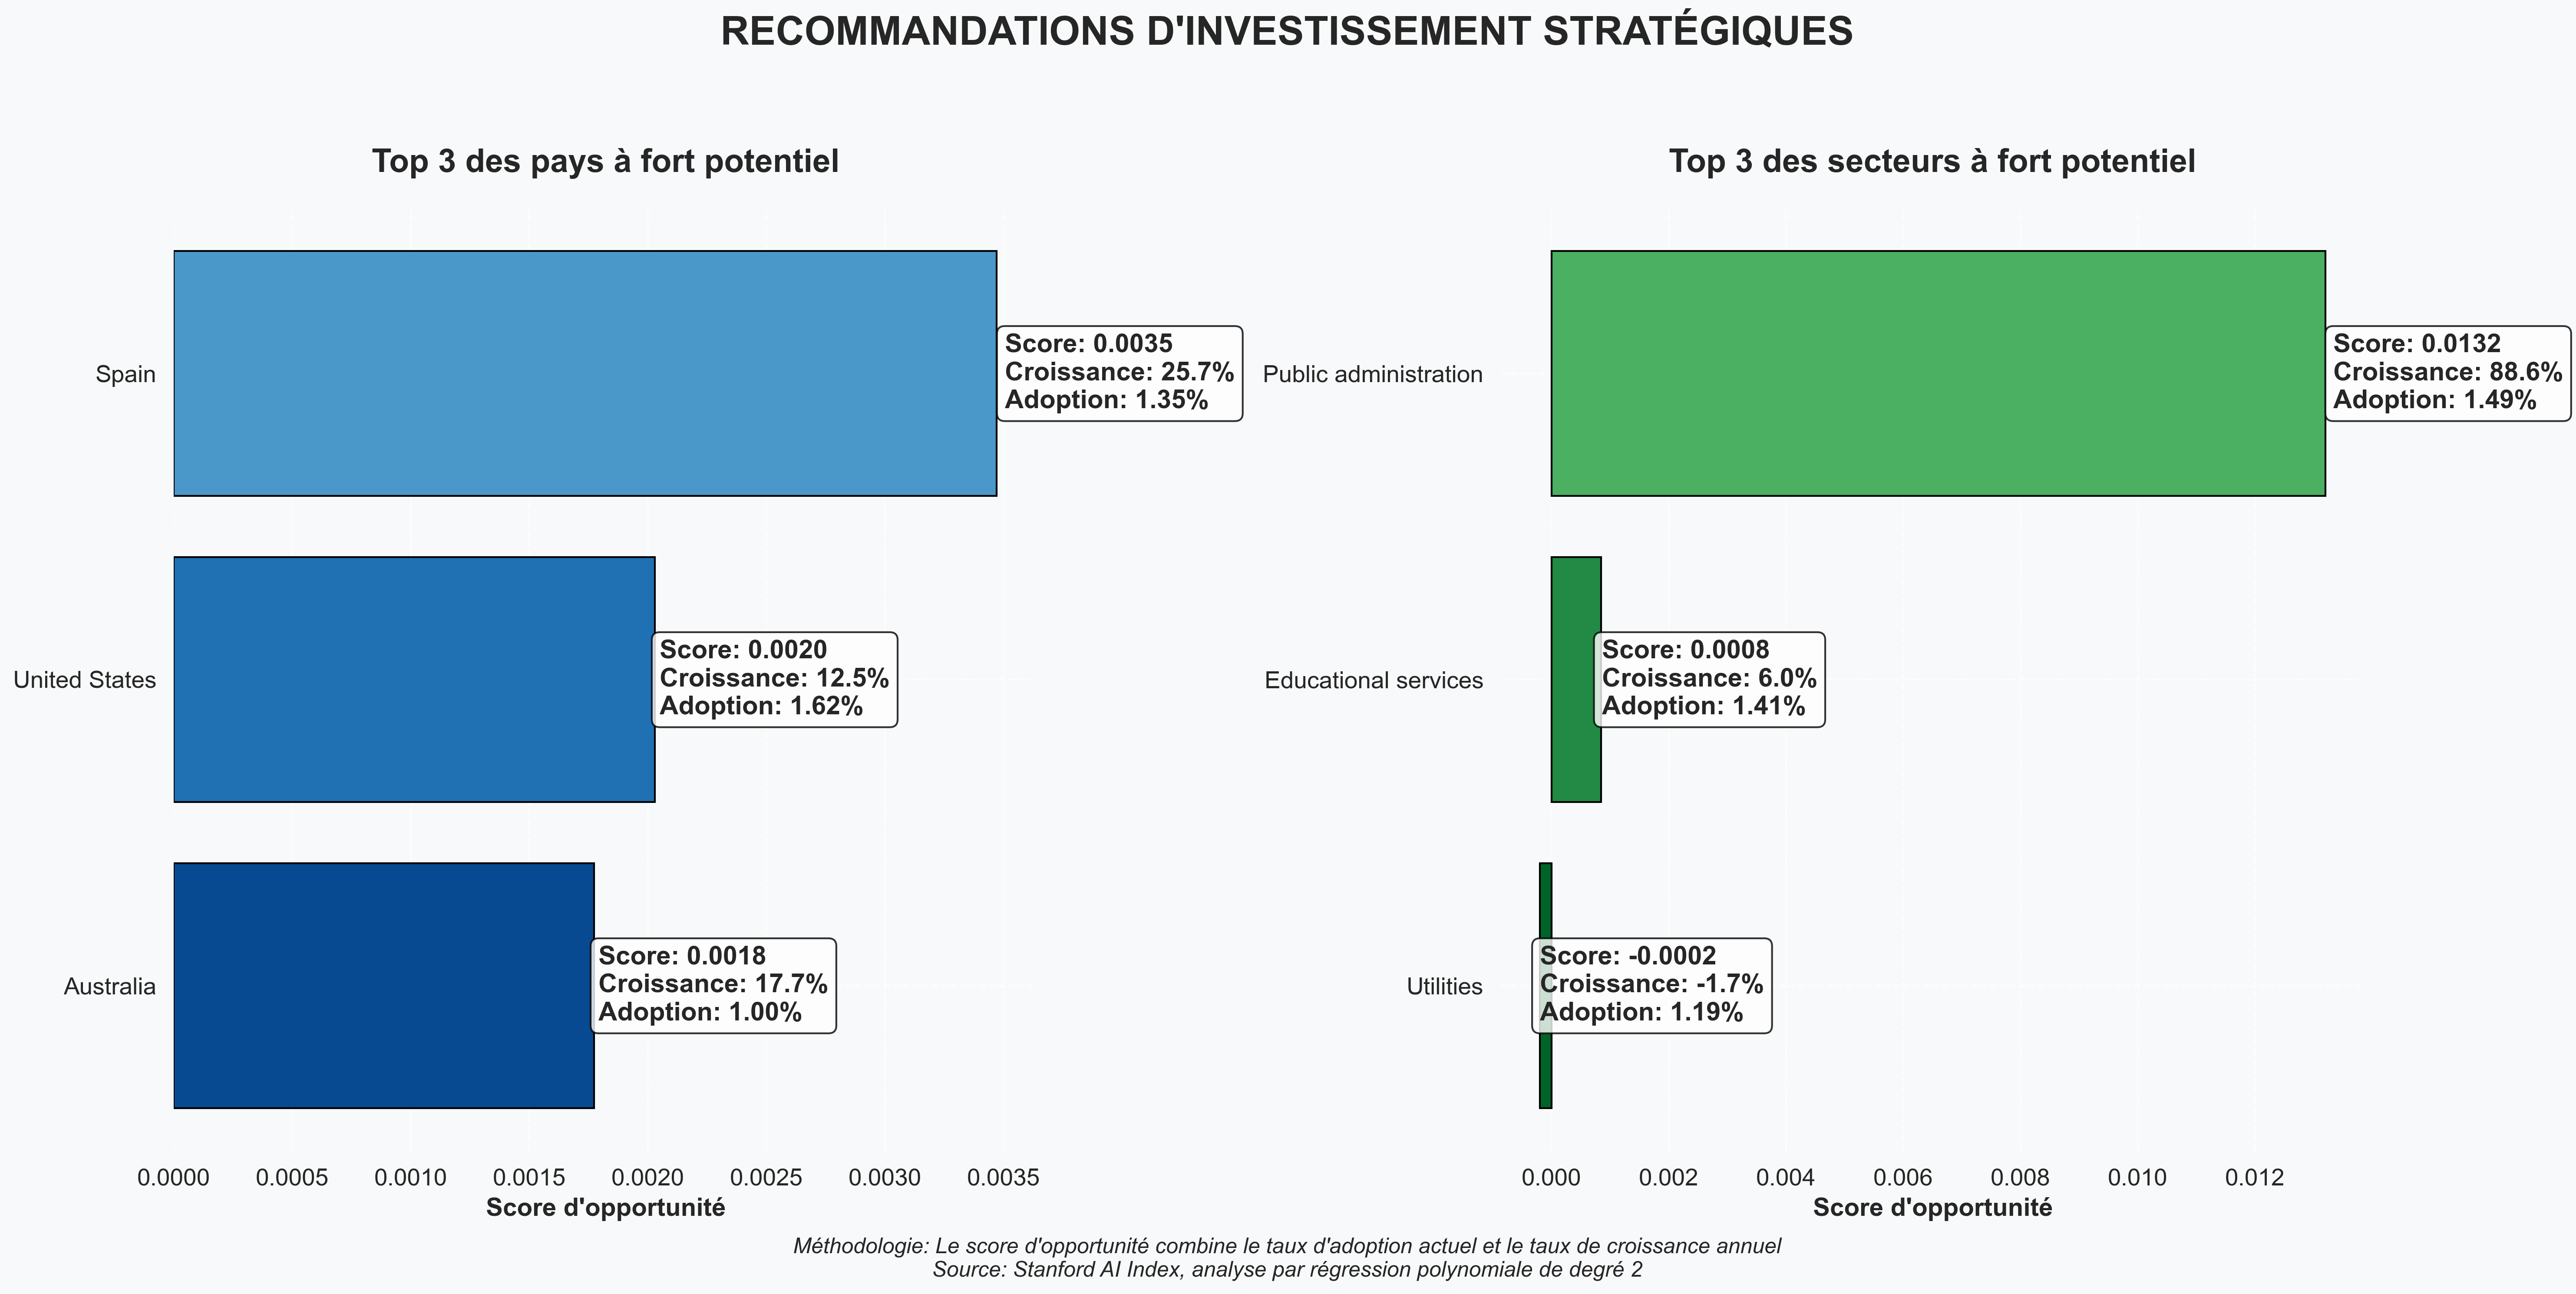 RECOMMANDATIONS D'INVESTISSEMENT STRATÉGIQUES
Top 3 des pays à fort potentiel
Spain
Score: 0.0035
Croissance: 25.7%
Adoption: 1.35%
United States
Score: 0.0020
Croissance: 12.5%
Adoption: 1.62%
Australia
Score: 0.0018
Croissance: 17.7%
Adoption: 1.00%
0.0000 0.0005 0.0010 0.0015 0.0020 0.0025 0.0030 0.0035
Score d'opportunité
Top 3 des secteurs à fort potentiel
Public administration
Score: 0.0132
Croissance: 88.6%
Adoption: 1.49%
Educational services
Score: 0.0008
Croissance: 6.0%
Adoption: 1.41%
Utilities
Score: -0.0002
Croissance: -1.7%
Adoption: 1.19%
0.000 0.002 0.004 0.006 0.008 0.010 0.012
Score d'opportunité
Méthodologie: Le score d'opportunité combine le taux d'adoption actuel et le taux de croissance annuel
Source: Stanford AI Index, analyse par régression polynomiale de degré 2